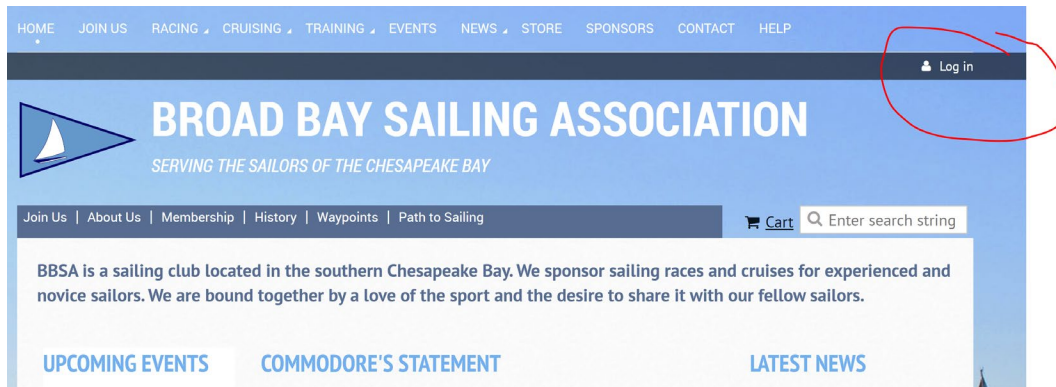 HOME JOIN US RACING CRUISING TRAINING EVENTS NEWS STORE SPONSORS CONTACT HELP
Log in
BROAD BAY SAILING ASSOCIATION
SERVING THE SAILORS OF THE CHESAPEAKE BAY
Join Us | About Us | Membership | History | Waypoints | Path to Sailing
Cart
Enter search string
BBSA is a sailing club located in the southern Chesapeake Bay. We sponsor sailing races and cruises for experienced and
novice sailors. We are bound together by a love of the sport and the desire to share it with our fellow sailors.
UPCOMING EVENTS
COMMODORE'S STATEMENT
LATEST NEWS